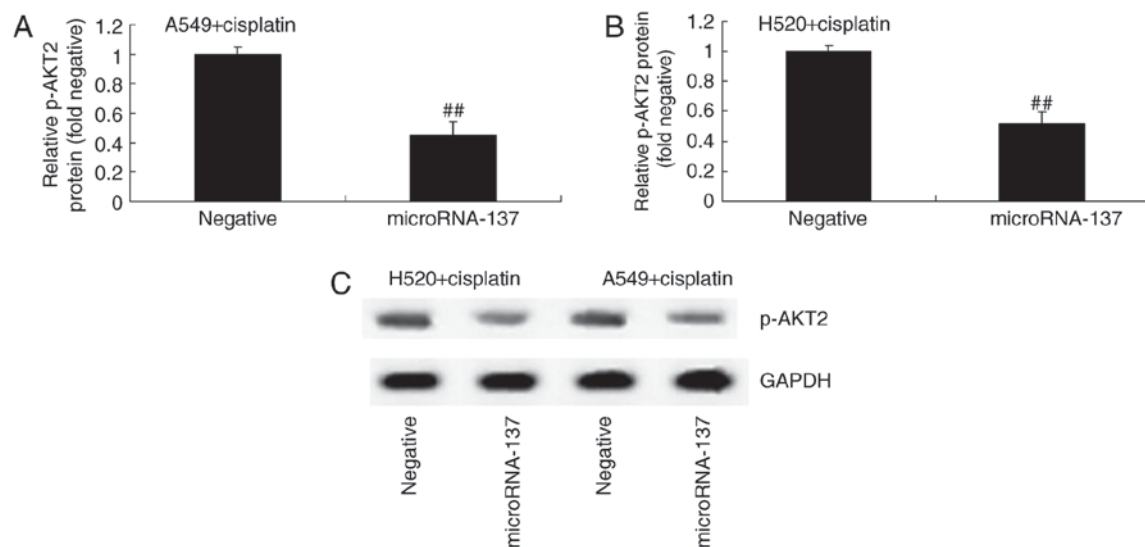 A
A549+cisplatin
Relative p-AKT2
protein (fold negative)
1.2
1
0.8
0.6
0.4
0.2
0
##
Negative
microRNA-137
B
H520+cisplatin
Relative p-AKT2 protein
(fold negative)
1.2
1
0.8
0.6
0.4
0.2
0
##
Negative
microRNA-137
C
H520+cisplatin A549+cisplatin
p-AKT2
GAPDH
Negative
microRNA-137
Negative
microRNA-137